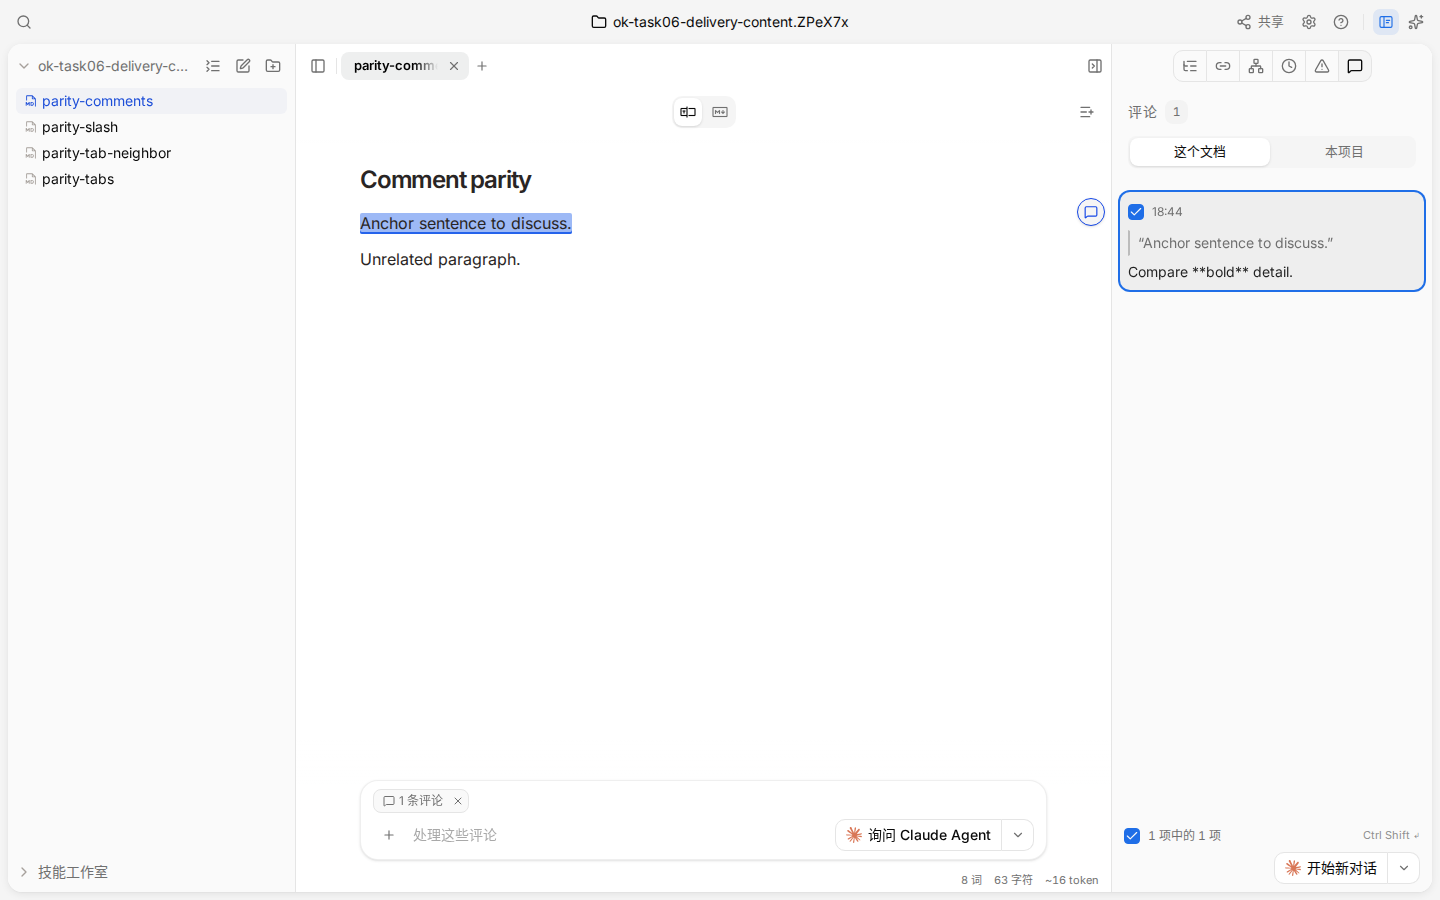 ok-task06-delivery-content.ZPeX7x
共享
ok-task06-delivery-c...
parity-comments
parity-slash
parity-tab-neighbor
parity-tabs
技能工作室
parity-comm
Comment parity
Anchor sentence to discuss.
Unrelated paragraph.
1 条评论
处理这些评论
询问 Claude Agent
8 词 63 字符 ~16 token
评论 1
这个文档 本项目
18:44
“Anchor sentence to discuss.”
Compare **bold** detail.
1 项中的 1 项 Ctrl Shift ↲
开始新对话